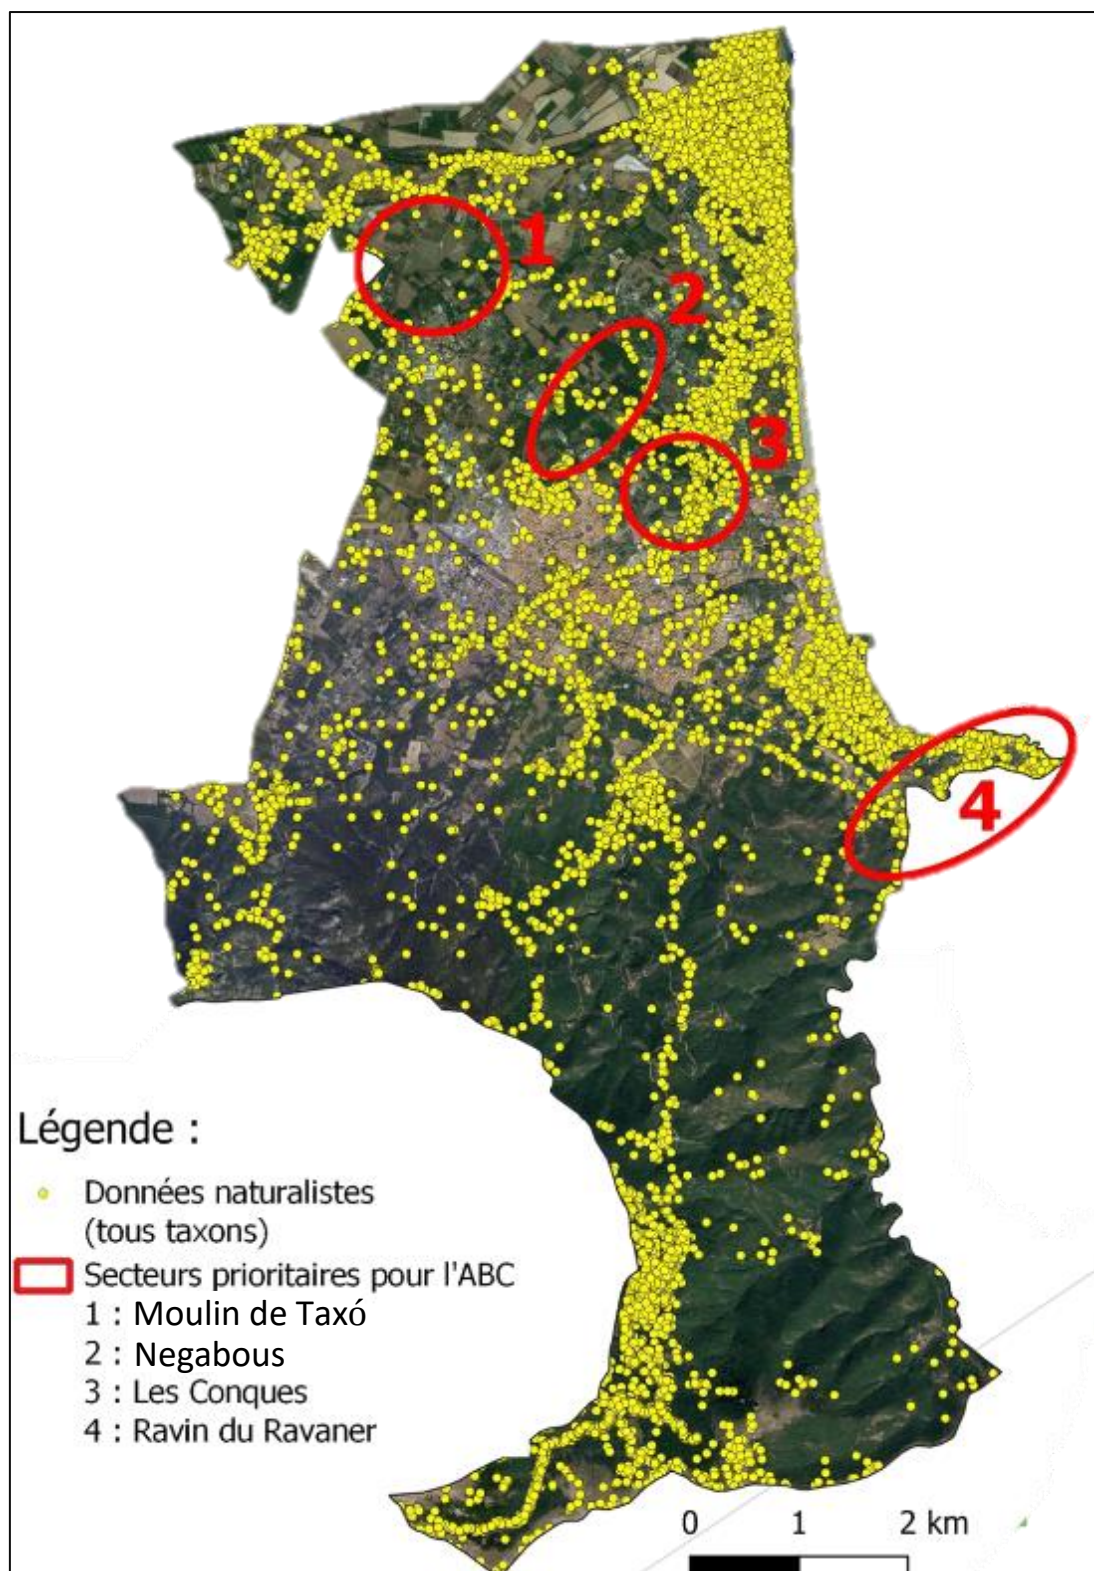 1
2
3
4
Légende :
Données naturalistes
(tous taxons)
Secteurs prioritaires pour l'ABC
1 : Moulin de Taxó
2 : Negabous
3 : Les Conques
4 : Ravin du Ravaner
0 1 2 km